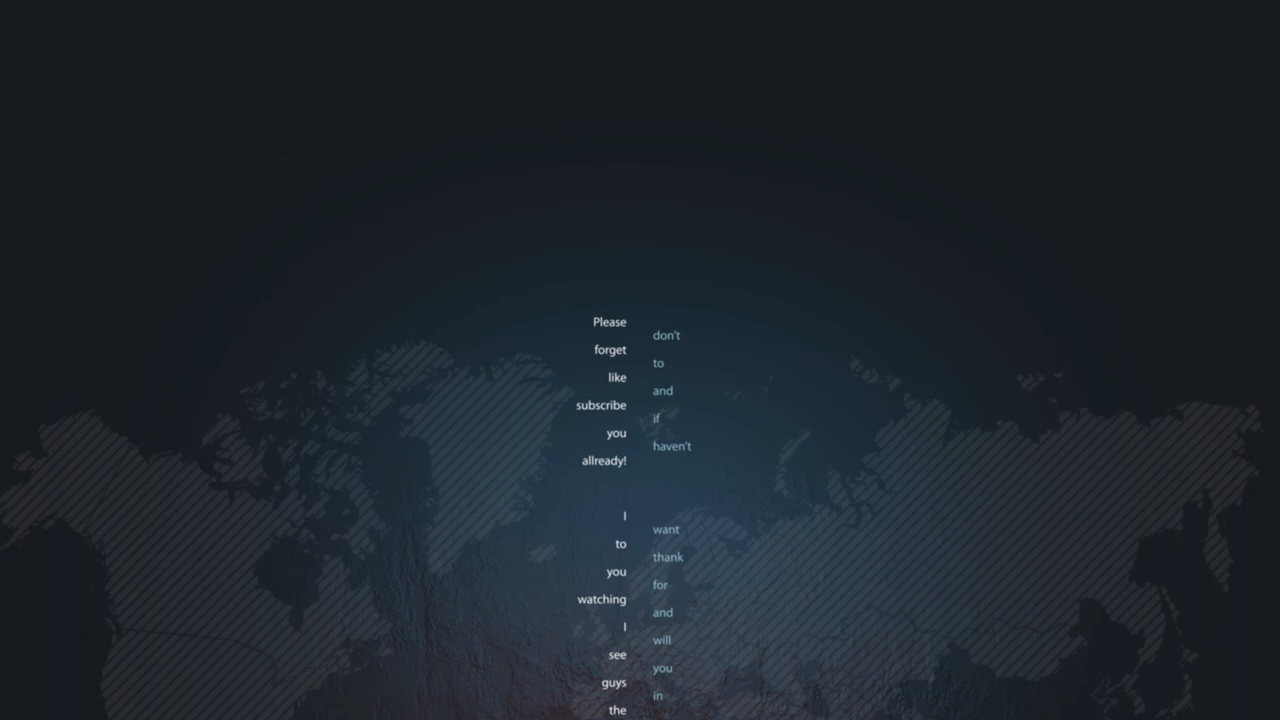 Please
don't
forget
to
like
and
subscribe
if
you
haven't
allready!
I
want
to
thank
you
for
watching
and
I
will
see
you
guys
in
the